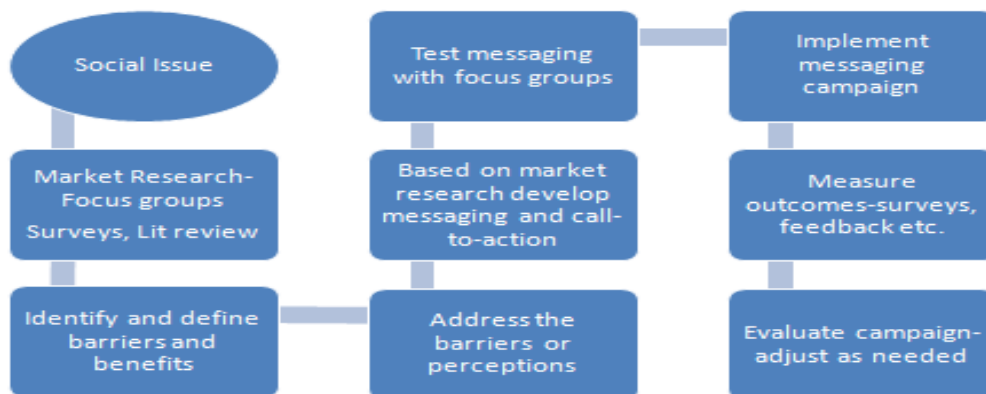 Social Issue
Market Research-
Focus groups
Surveys, Lit review
Identify and define
barriers and
benefits
Address the
barriers or
perceptions
Based on market
research develop
messaging and call-
to-action
Test messaging
with focus groups
Implement
messaging
campaign
Measure
outcomes-surveys,
feedback etc.
Evaluate campaign-
adjust as needed